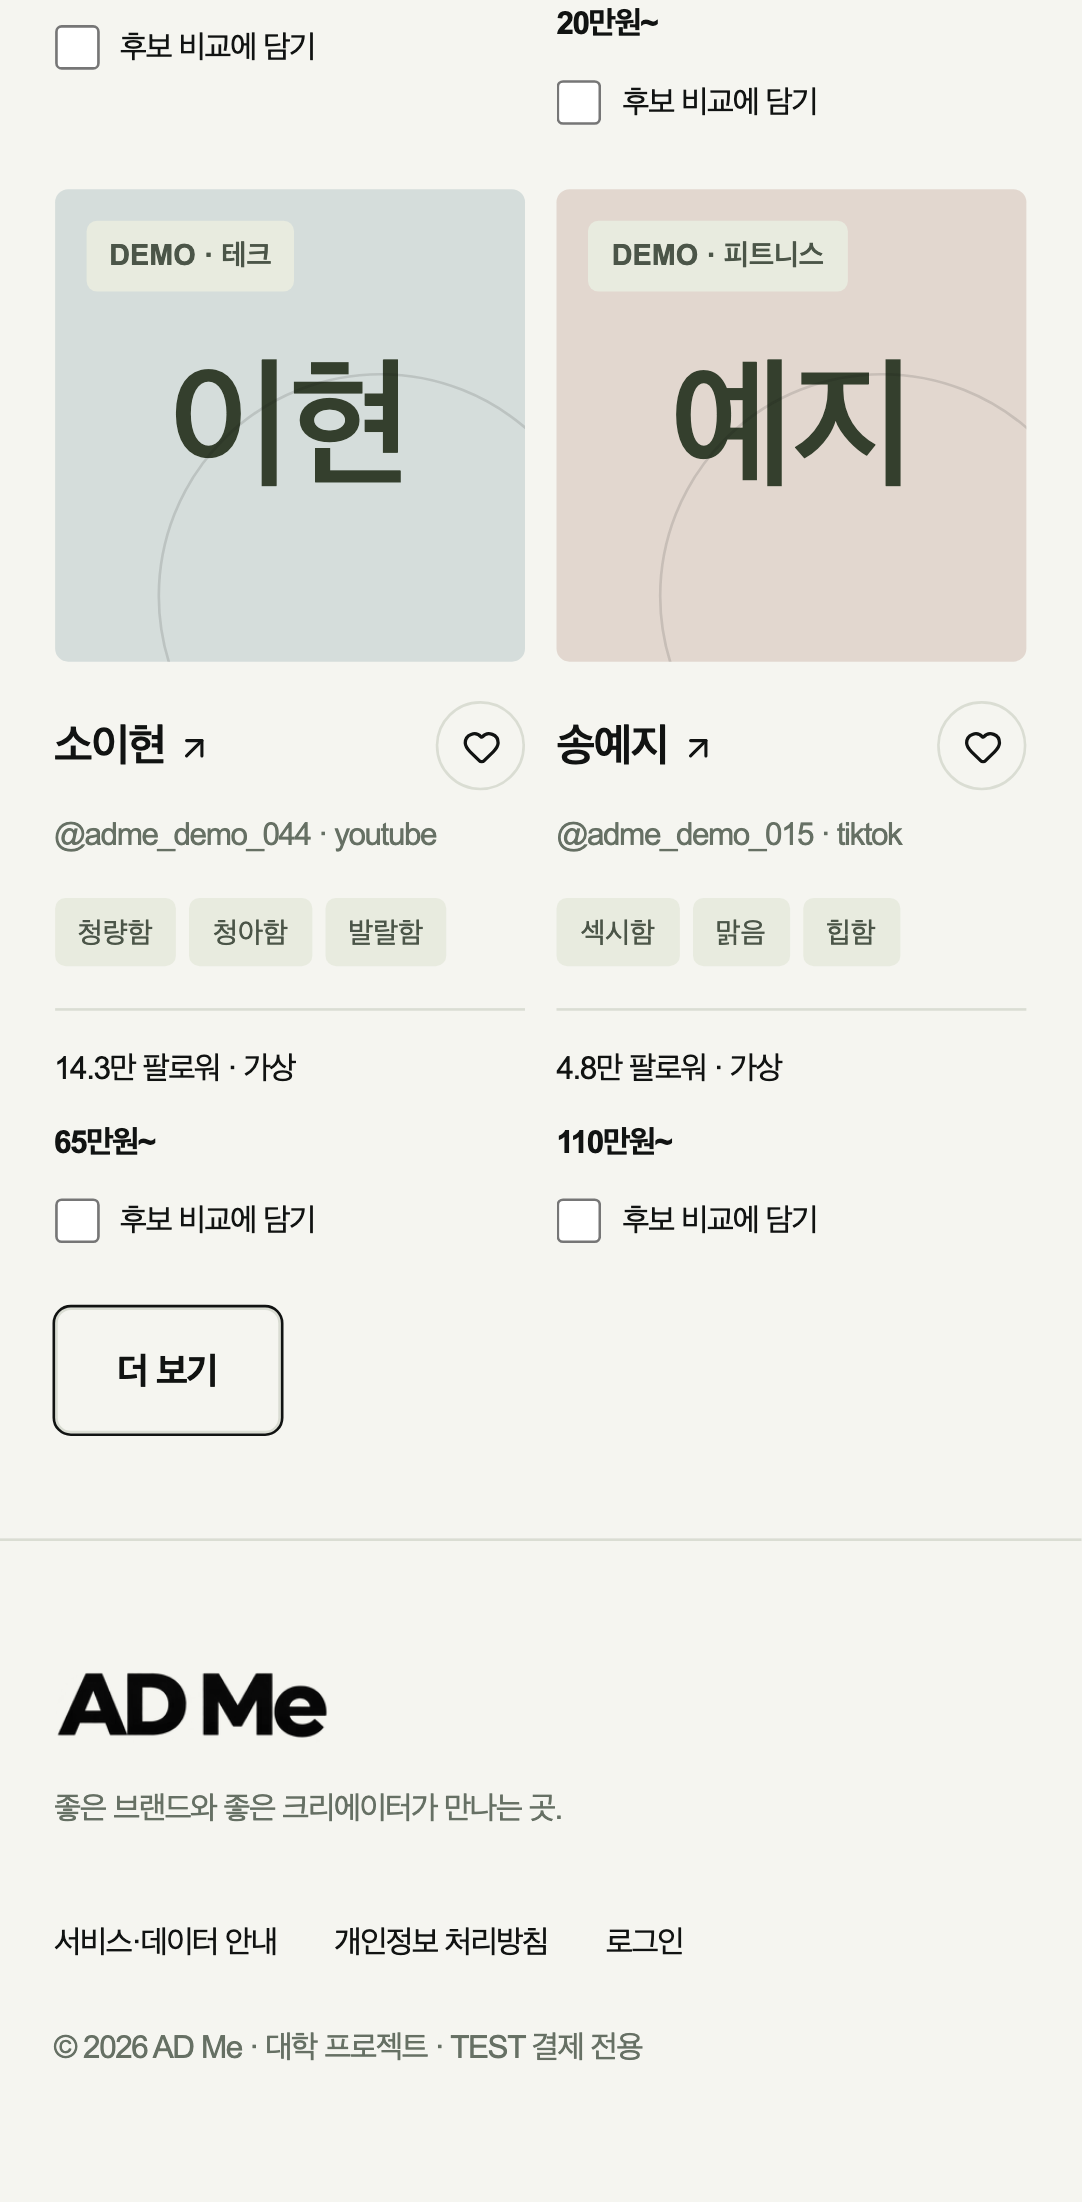 20만원~
후보 비교에 담기
후보 비교에 담기
DEMO · 테크
이현
소이현 ↗
@adme_demo_044 · youtube
청량함 청아함 발랄함
14.3만 팔로워 · 가상
65만원~
후보 비교에 담기
DEMO · 피트니스
예지
송예지 ↗
@adme_demo_015 · tiktok
섹시함 맑음 힙함
4.8만 팔로워 · 가상
110만원~
후보 비교에 담기
더 보기
AD Me
좋은 브랜드와 좋은 크리에이터가 만나는 곳.
서비스·데이터 안내 개인정보 처리방침 로그인
© 2026 AD Me · 대학 프로젝트 · TEST 결제 전용